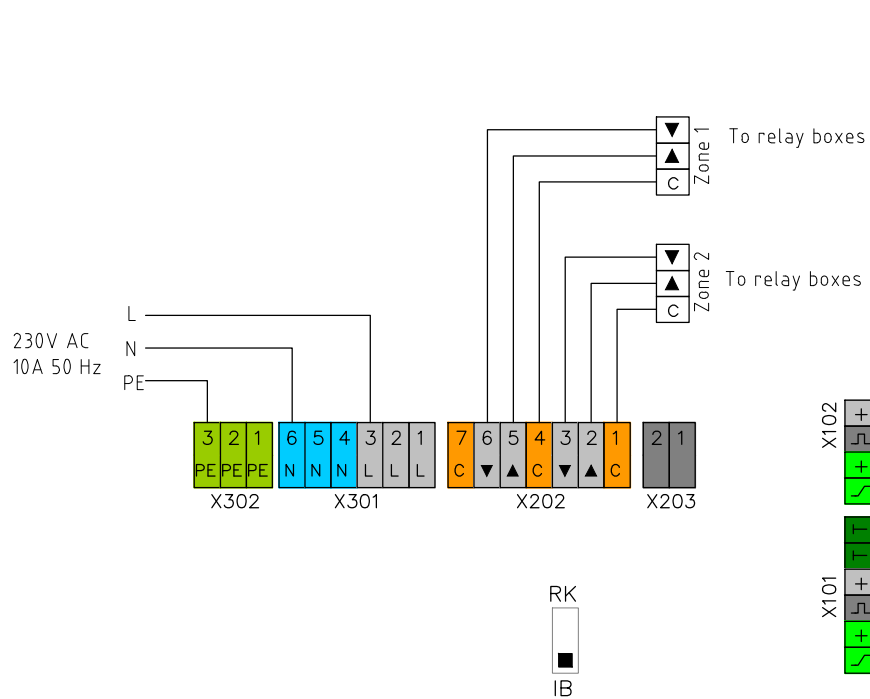 Zone 1
To relay boxes
C
Zone 2
To relay boxes
C
L
230V AC
N
10A 50 Hz
PE
3 2 1 6 5 4 3 2 1 7 6 5 4 3 2 1 2 1
PE PE PE N N N L L L C ▼ ▲ C ▼ ▲ C
X302 X301 X202 X203
X102
+
+
X101
+
+
RK
IB